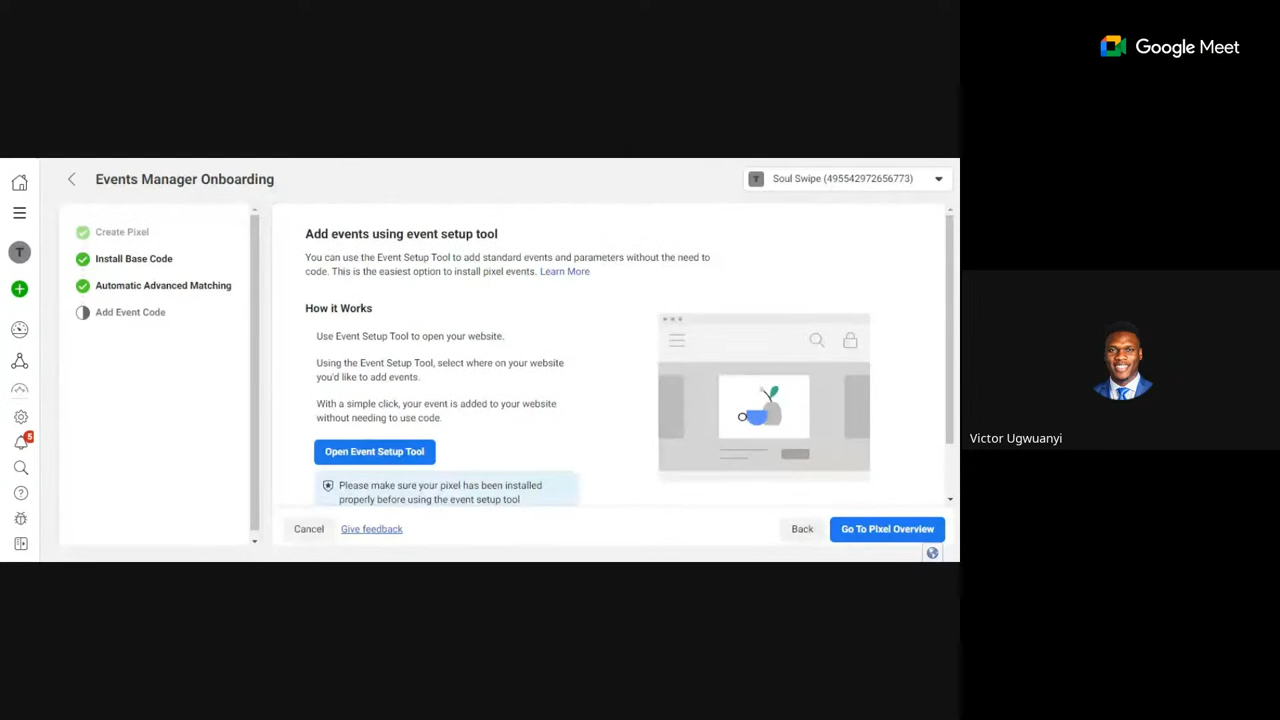 Google Meet
Events Manager Onboarding
T
Soul Swipe (495542972656773)
Create Pixel
Install Base Code
Automatic Advanced Matching
Add Event Code
T
5
Add events using event setup tool
You can use the Event Setup Tool to add standard events and parameters without the need to
code. This is the easiest option to install pixel events. Learn More
How it Works
Use Event Setup Tool to open your website.
Using the Event Setup Tool, select where on your website
you'd like to add events.
With a simple click, your event is added to your website
without needing to use code.
Open Event Setup Tool
Please make sure your pixel has been installed
properly before using the event setup tool
Cancel
Give feedback
Back
Go To Pixel Overview
Victor Ugwuanyi